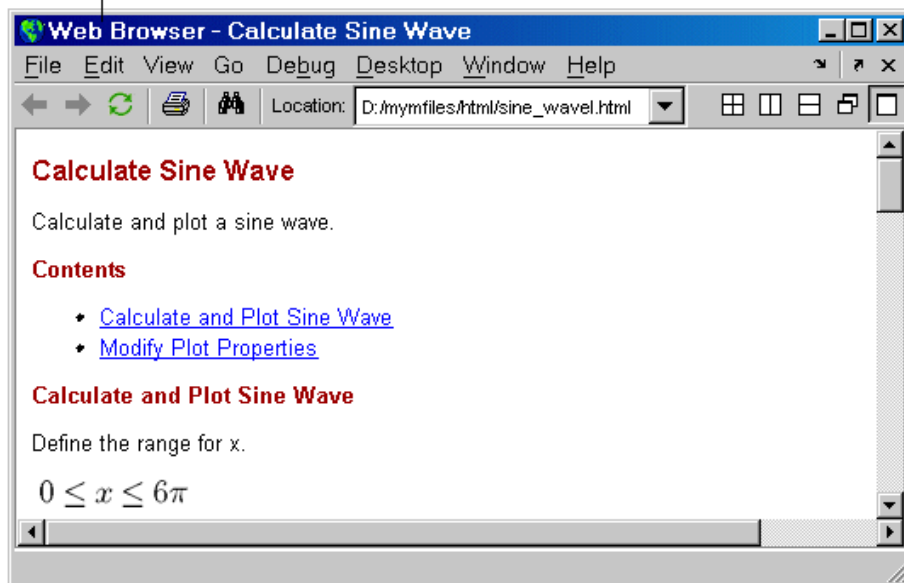 Web Browser - Calculate Sine Wave
File Edit View Go Debug Desktop Window Help
Location: D:/mymfiles/html/sine_wavel.html
Calculate Sine Wave
Calculate and plot a sine wave.
Contents
Calculate and Plot Sine Wave
Modify Plot Properties
Calculate and Plot Sine Wave
Define the range for x.
0 ≤ x ≤ 6π